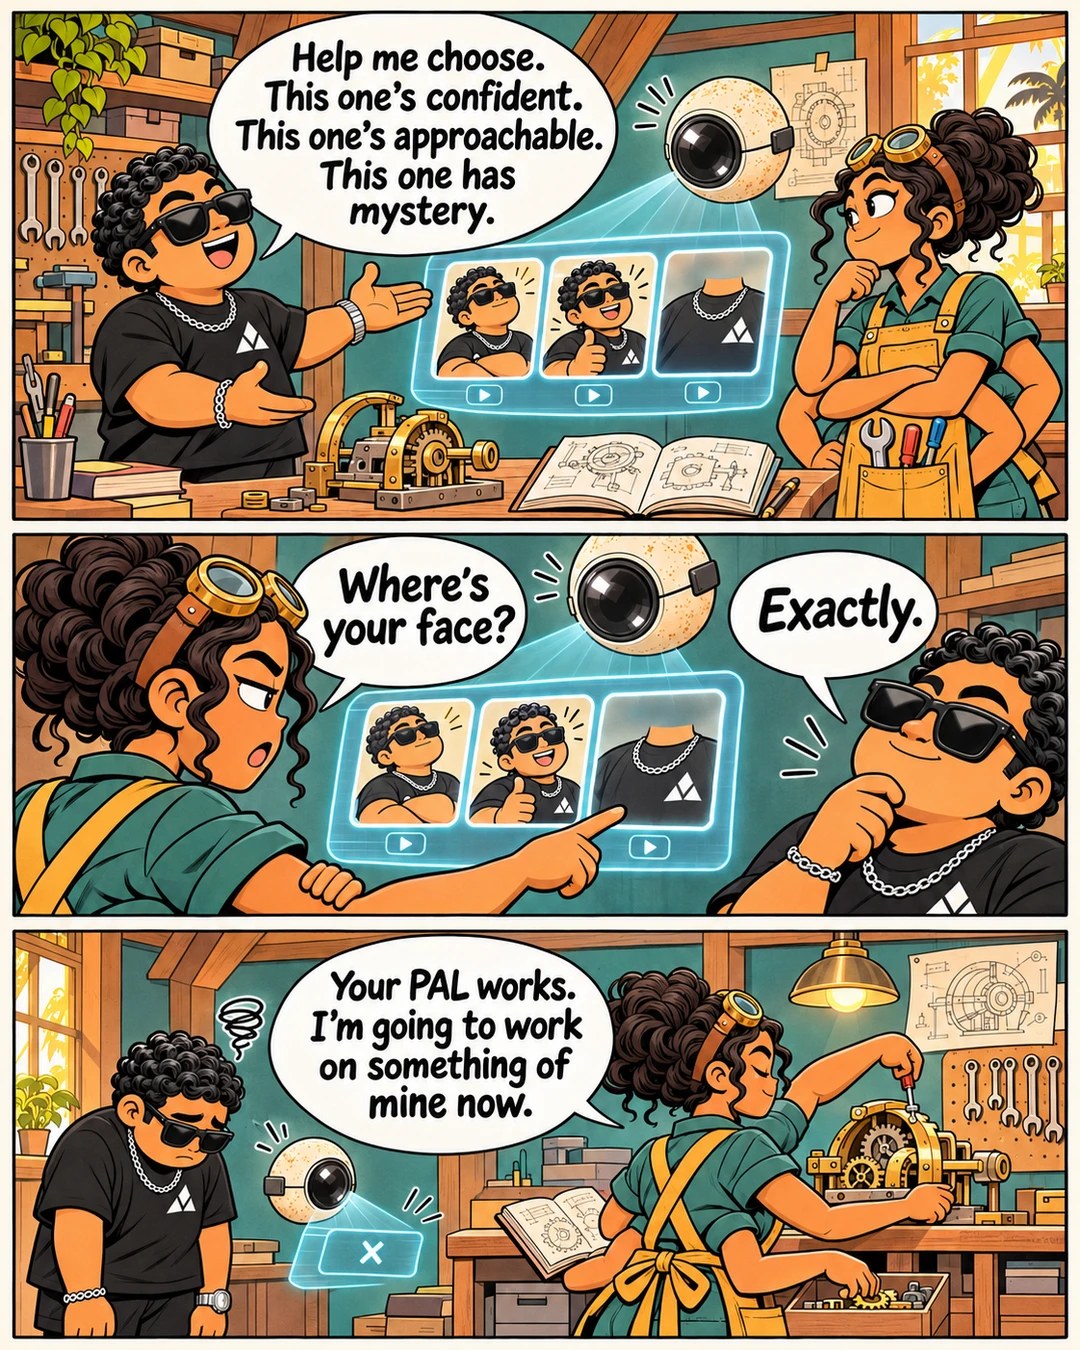 Help me choose.
This one's confident.
This one's approachable.
This one has
mystery.
Where's
your face?
Exactly.
Your PAL works.
I'm going to work
on something of
mine now.